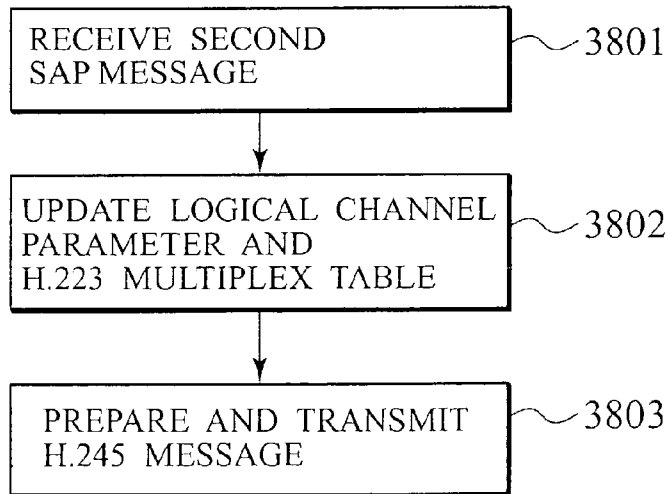 RECEIVE SECOND
SAP MESSAGE
3801
UPDATE LOGICAL CHANNEL
PARAMETER AND
H.223 MULTIPLEX TABLE
3802
PREPARE AND TRANSMIT
H.245 MESSAGE
3803